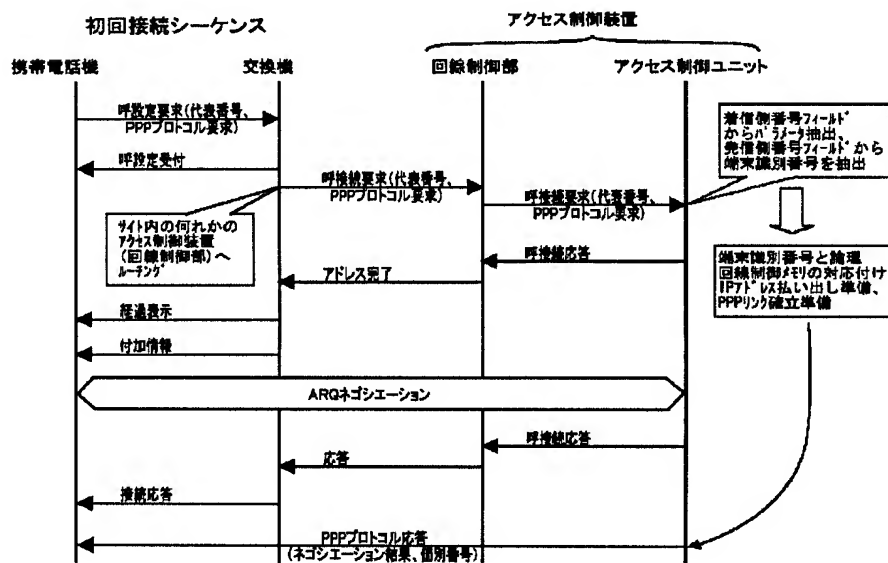 初回接続シーケンス
アクセス制御装置
携帯電話機
交換機
回線制御部
アクセス制御ユニット
呼設定要求(代表番号、
PPPプロトコル要求)
着信側番号フィールド
からパラメータ抽出、
発信側番号フィールドから
端末識別番号を抽出
呼設定受付
呼接続要求(代表番号、
PPPプロトコル要求)
呼接続要求(代表番号、
PPPプロトコル要求)
サイト内の何れかの
アクセス制御装置
(回線制御部)へ
ルーチング
呼接続応答
アドレス完了
端末識別番号と論理
回線制御メモリの対応付け
IPアドレス払い出し準備、
PPPリンク確立準備
経過表示
付加情報
ARQネゴシエーション
呼接続応答
応答
接続応答
PPPプロトコル応答
(ネゴシエーション結果、個別番号)